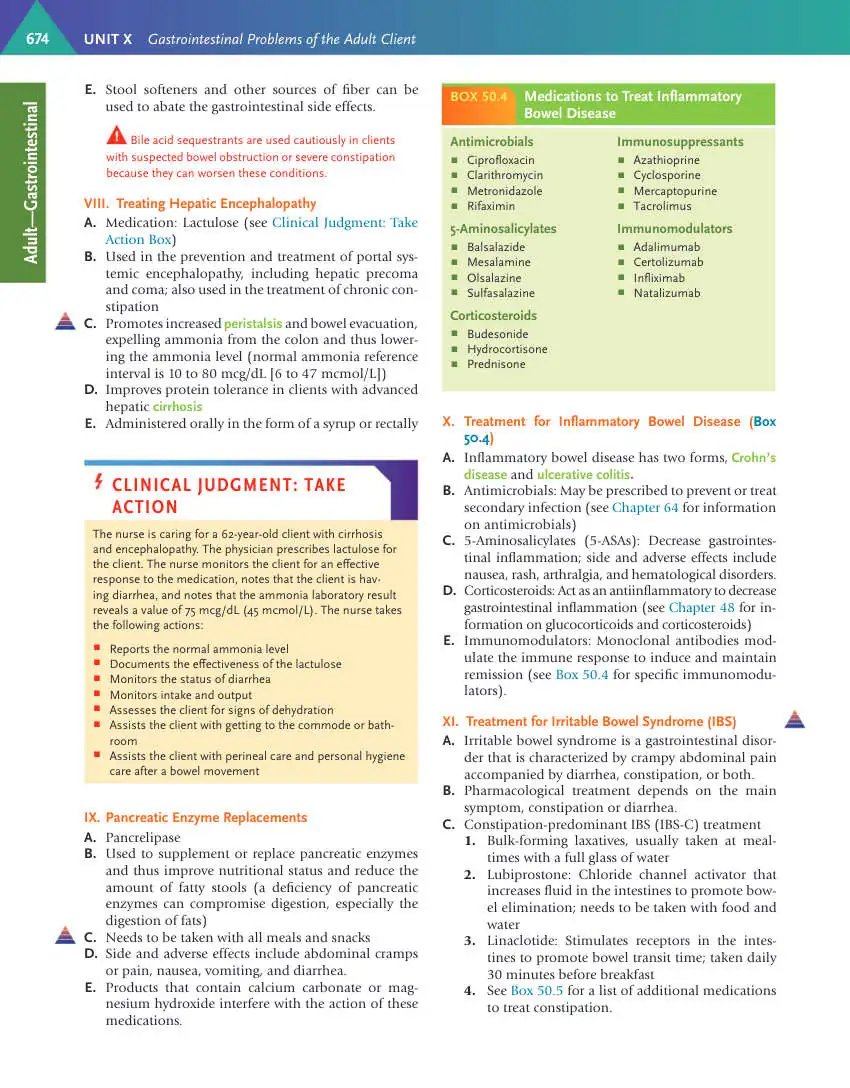 674 UNIT X Gastrointestinal Problems of the Adult Client
Adult—Gastrointestinal
E. Stool softeners and other sources of fiber can be
used to abate the gastrointestinal side effects.
Bile acid sequestrants are used cautiously in clients
with suspected bowel obstruction or severe constipation
because they can worsen these conditions.
VIII. Treating Hepatic Encephalopathy
A. Medication: Lactulose (see Clinical Judgment: Take
Action Box)
B. Used in the prevention and treatment of portal sys-
temic encephalopathy, including hepatic precoma
and coma; also used in the treatment of chronic con-
stipation
C. Promotes increased peristalsis and bowel evacuation,
expelling ammonia from the colon and thus lower-
ing the ammonia level (normal ammonia reference
interval is 10 to 80 mcg/dL [6 to 47 mcmol/L])
D. Improves protein tolerance in clients with advanced
hepatic cirrhosis
E. Administered orally in the form of a syrup or rectally
CLINICAL JUDGMENT: TAKE
ACTION
The nurse is caring for a 62-year-old client with cirrhosis
and encephalopathy. The physician prescribes lactulose for
the client. The nurse monitors the client for an effective
response to the medication, notes that the client is hav-
ing diarrhea, and notes that the ammonia laboratory result
reveals a value of 75 mcg/dL (45 mcmol/L). The nurse takes
the following actions:
▪ Reports the normal ammonia level
▪ Documents the effectiveness of the lactulose
▪ Monitors the status of diarrhea
▪ Monitors intake and output
▪ Assesses the client for signs of dehydration
▪ Assists the client with getting to the commode or bath-
room
▪ Assists the client with perineal care and personal hygiene
care after a bowel movement
IX. Pancreatic Enzyme Replacements
A. Pancrelipase
B. Used to supplement or replace pancreatic enzymes
and thus improve nutritional status and reduce the
amount of fatty stools (a deficiency of pancreatic
enzymes can compromise digestion, especially the
digestion of fats)
C. Needs to be taken with all meals and snacks
D. Side and adverse effects include abdominal cramps
or pain, nausea, vomiting, and diarrhea.
E. Products that contain calcium carbonate or mag-
nesium hydroxide interfere with the action of these
medications.
BOX 50.4 Medications to Treat Inflammatory
Bowel Disease
Antimicrobials
▪ Ciprofloxacin
▪ Clarithromycin
▪ Metronidazole
▪ Rifaximin
5-Aminosalicylates
▪ Balsalazide
▪ Mesalamine
▪ Olsalazine
▪ Sulfasalazine
Corticosteroids
▪ Budesonide
▪ Hydrocortisone
▪ Prednisone
Immunosuppressants
▪ Azathioprine
▪ Cyclosporine
▪ Mercaptopurine
▪ Tacrolimus
Immunomodulators
▪ Adalimumab
▪ Certolizumab
▪ Infliximab
▪ Natalizumab
X. Treatment for Inflammatory Bowel Disease (Box
50.4)
A. Inflammatory bowel disease has two forms, Crohn's
disease and ulcerative colitis.
B. Antimicrobials: May be prescribed to prevent or treat
secondary infection (see Chapter 64 for information
on antimicrobials)
C. 5-Aminosalicylates (5-ASAs): Decrease gastrointes-
tinal inflammation; side and adverse effects include
nausea, rash, arthralgia, and hematological disorders.
D. Corticosteroids: Act as an antiinflammatory to decrease
gastrointestinal inflammation (see Chapter 48 for in-
formation on glucocorticoids and corticosteroids)
E. Immunomodulators: Monoclonal antibodies mod-
ulate the immune response to induce and maintain
remission (see Box 50.4 for specific immunomodu-
lators).
XI. Treatment for Irritable Bowel Syndrome (IBS)
A. Irritable bowel syndrome is a gastrointestinal disor-
der that is characterized by crampy abdominal pain
accompanied by diarrhea, constipation, or both.
B. Pharmacological treatment depends on the main
symptom, constipation or diarrhea.
C. Constipation-predominant IBS (IBS-C) treatment
1. Bulk-forming laxatives, usually taken at meal-
times with a full glass of water
2. Lubiprostone: Chloride channel activator that
increases fluid in the intestines to promote bow-
el elimination; needs to be taken with food and
water
3. Linaclotide: Stimulates receptors in the intes-
tines to promote bowel transit time; taken daily
30 minutes before breakfast
4. See Box 50.5 for a list of additional medications
to treat constipation.